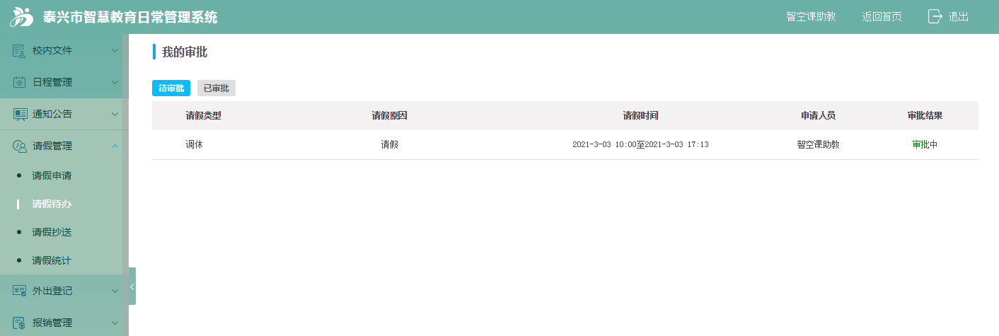 泰兴市智慧教育日常管理系统
智空课助教 返回首页 退出
校内文件
日程管理
通知公告
请假管理
请假申请
请假待办
请假抄送
请假统计
外出登记
报销管理
我的审批
待审批 已审批
请假类型 请假原因 请假时间 申请人员 审批结果
调休 请假 2021-3-03 10:00至2021-3-03 17:13 智空课助教 审批中